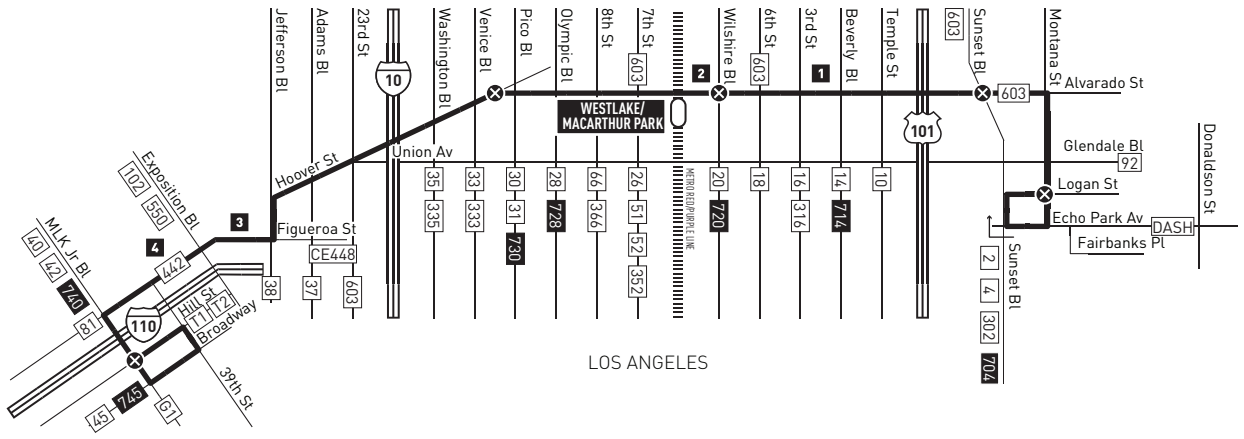 Jefferson Bl
Adams Bl
23rd St
10
Washington Bl
Venice Bl
Pico Bl
Olympic Bl
8th St
7th St
603
2
Wilshire Bl
6th St
603
3rd St
1
Beverly Bl
Temple St
101
603
Sunset Bl
Montana St
603
Alvarado St
WESTLAKE/
MACARTHUR PARK
METRO RED/PURPLE LINE
Union Av
Glendale Bl
92
Donaldson St
Logan St
Echo Park Av
DASH
Fairbanks Pl
Sunset Bl
2
4
302
704
35
335
33
333
30
31
730
28
728
66
366
26
51
52
352
20
720
18
16
316
14
714
10
Hoover St
Figueroa St
CE448
38
37
603
Exposition Bl
102
550
3
4
MLK Jr Bl
40
42
740
442
81
110
Hill St
T1
T2
Broadway
39th St
45
745
G1
LOS ANGELES